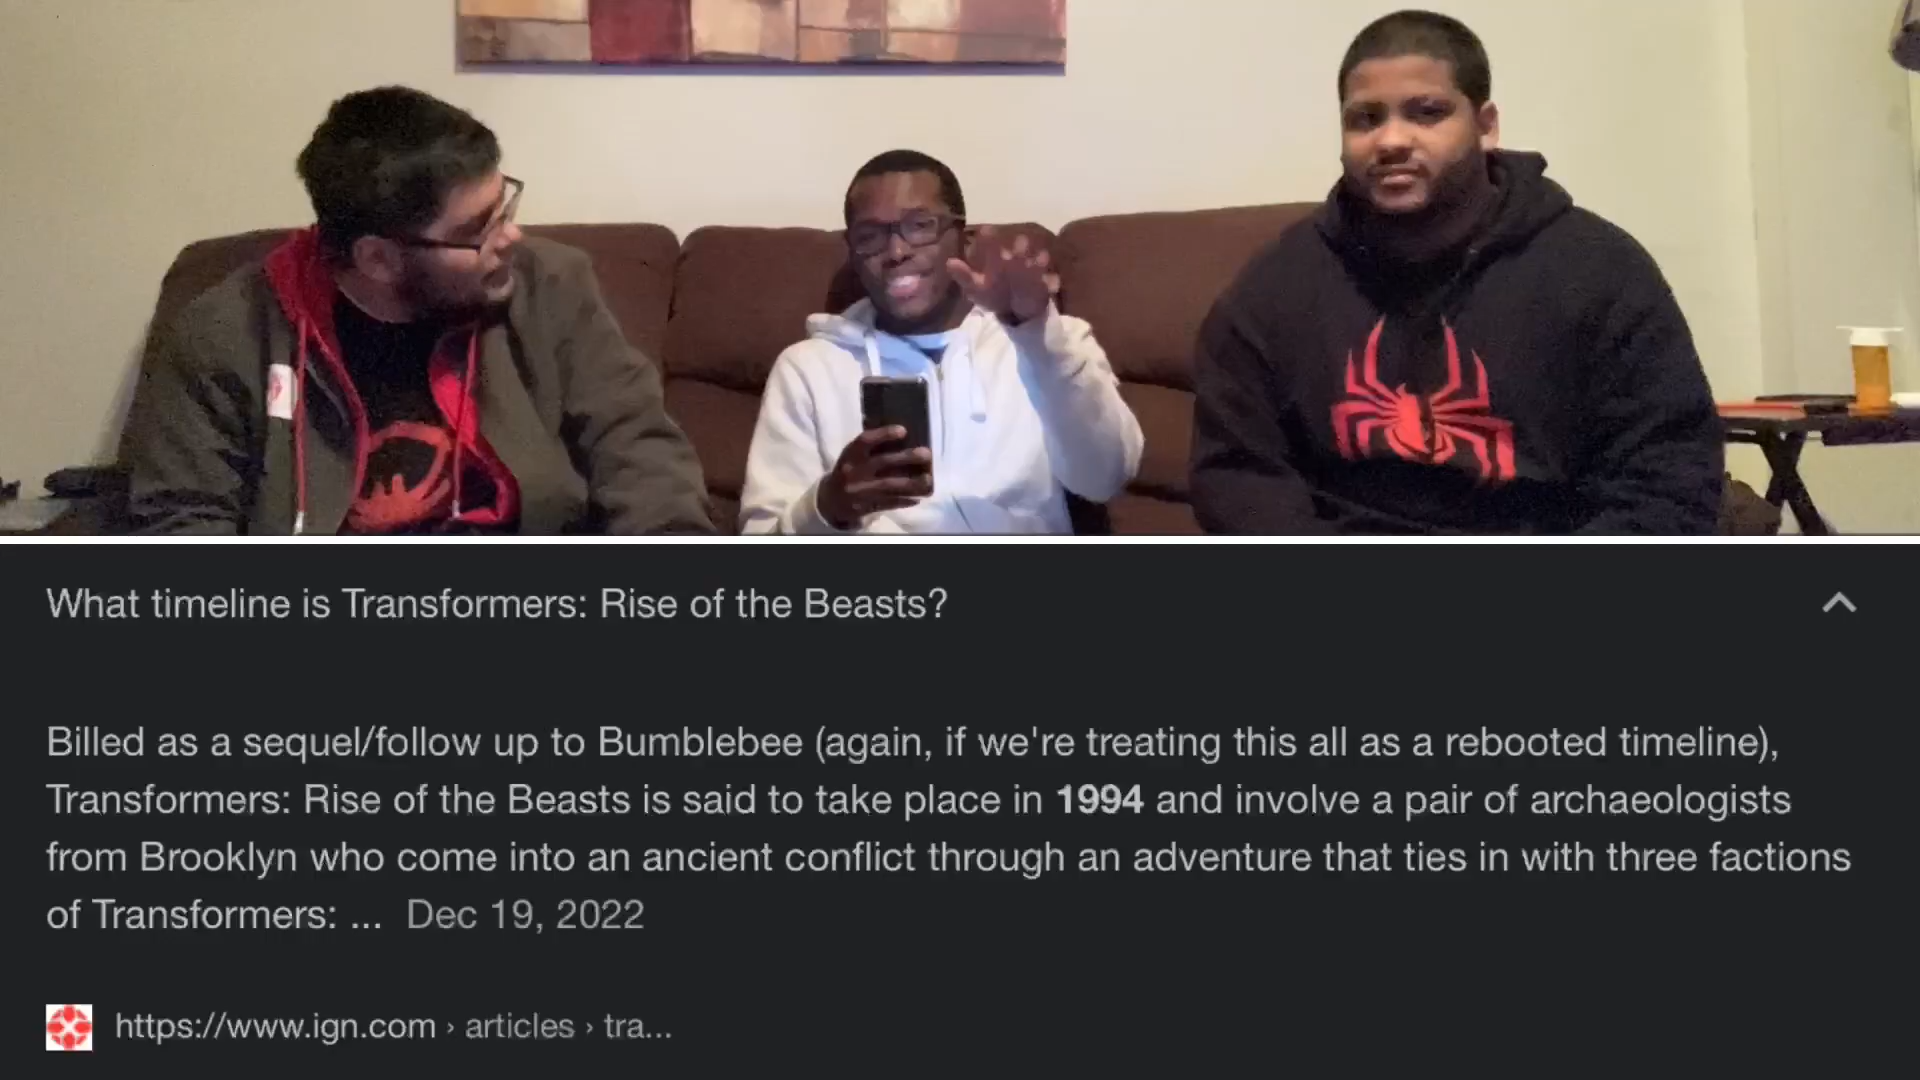 What timeline is Transformers: Rise of the Beasts?
Billed as a sequel/follow up to Bumblebee (again, if we're treating this all as a rebooted timeline),
Transformers: Rise of the Beasts is said to take place in 1994 and involve a pair of archaeologists
from Brooklyn who come into an ancient conflict through an adventure that ties in with three factions
of Transformers: ... Dec 19, 2022
https://www.ign.com › articles › tra...